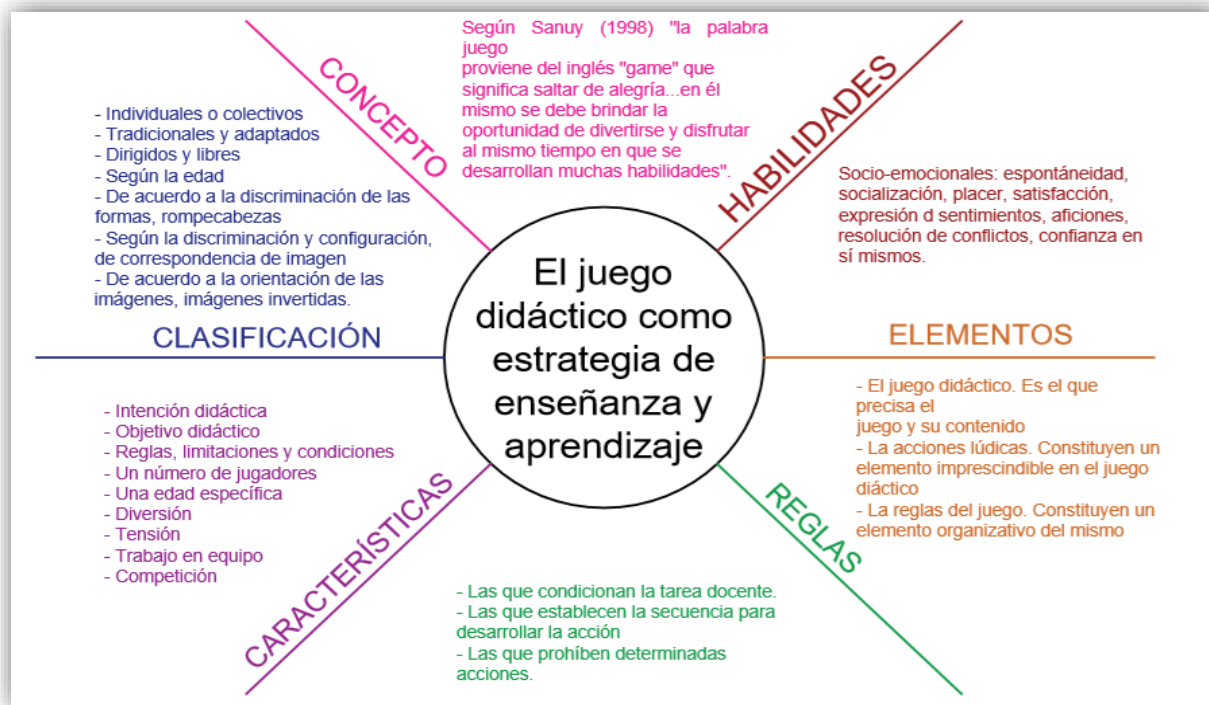 CONCEPTO
Según Sanuy (1998) "la palabra
juego
proviene del inglés "game" que
significa saltar de alegría...en él
mismo se debe brindar la
oportunidad de divertirse y disfrutar
al mismo tiempo en que se
desarrollan muchas habilidades".
HABILIDADES
Socio-emocionales: espontáneidad,
socialización, placer, satisfacción,
expresión d sentimientos, aficiones,
resolución de conflictos, confianza en
sí mismos.
- Individuales o colectivos
- Tradicionales y adaptados
- Dirigidos y libres
- Según la edad
- De acuerdo a la discriminación de las
formas, rompecabezas
- Según la discriminación y configuración,
de correspondencia de imagen
- De acuerdo a la orientación de las
imágenes, imágenes invertidas.
CLASIFICACIÓN
El juego
didáctico como
estrategia de
enseñanza y
aprendizaje
ELEMENTOS
- El juego didáctico. Es el que
precisa el
juego y su contenido
- La acciones lúdicas. Constituyen un
elemento imprescindible en el juego
diáctico
- La reglas del juego. Constituyen un
elemento organizativo del mismo
- Intención didáctica
- Objetivo didáctico
- Reglas, limitaciones y condiciones
- Un número de jugadores
- Una edad específica
- Diversión
- Tensión
- Trabajo en equipo
- Competición
CARACTERÍSTICAS
REGLAS
- Las que condicionan la tarea docente.
- Las que establecen la secuencia para
desarrollar la acción
- Las que prohíben determinadas
acciones.